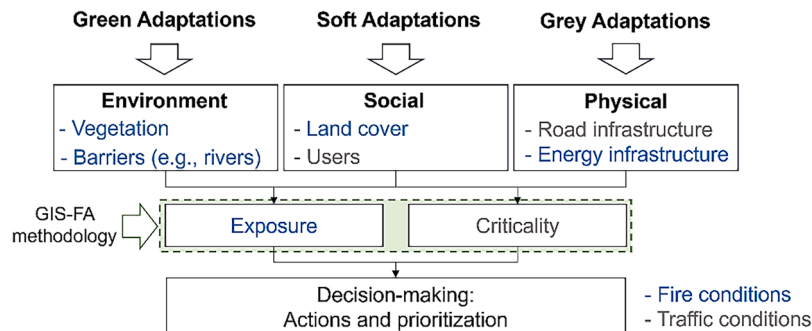 Green Adaptations
Soft Adaptations
Grey Adaptations
Environment
- Vegetation
- Barriers (e.g., rivers)
Social
- Land cover
- Users
Physical
- Road infrastructure
- Energy infrastructure
GIS-FA
methodology
Exposure
Criticality
Decision-making:
Actions and prioritization
- Fire conditions
- Traffic conditions